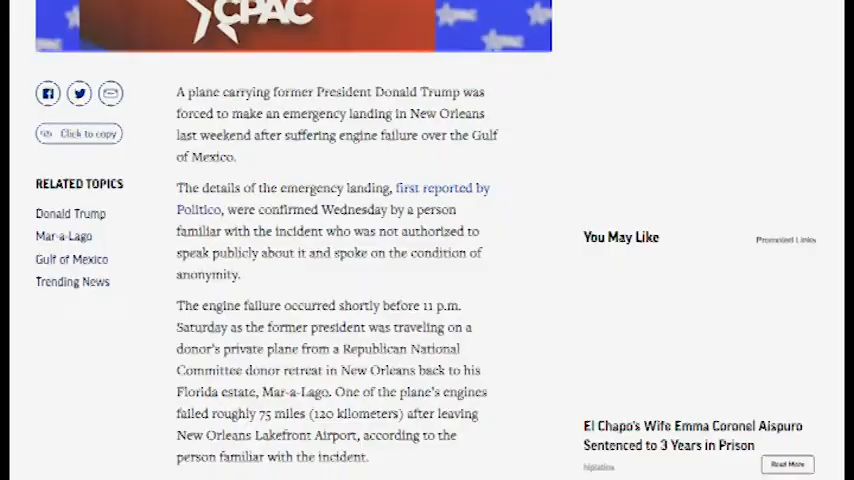 CPAC
A plane carrying former President Donald Trump was
forced to make an emergency landing in New Orleans
last weekend after suffering engine failure over the Gulf
of Mexico.
Click to copy
RELATED TOPICS
Donald Trump
Mar-a-Lago
Gulf of Mexico
Trending News
The details of the emergency landing, first reported by
Politico, were confirmed Wednesday by a person
familiar with the incident who was not authorized to
speak publicly about it and spoke on the condition of
anonymity.
The engine failure occurred shortly before 11 p.m.
Saturday as the former president was traveling on a
donor's private plane from a Republican National
Committee donor retreat in New Orleans back to his
Florida estate, Mar-a-Lago. One of the plane's engines
failed roughly 75 miles (120 kilometers) after leaving
New Orleans Lakefront Airport, according to the
person familiar with the incident.
You May Like
Promoted Links
El Chapo's Wife Emma Coronel Aispuro
Sentenced to 3 Years in Prison
hiplatina
Read More